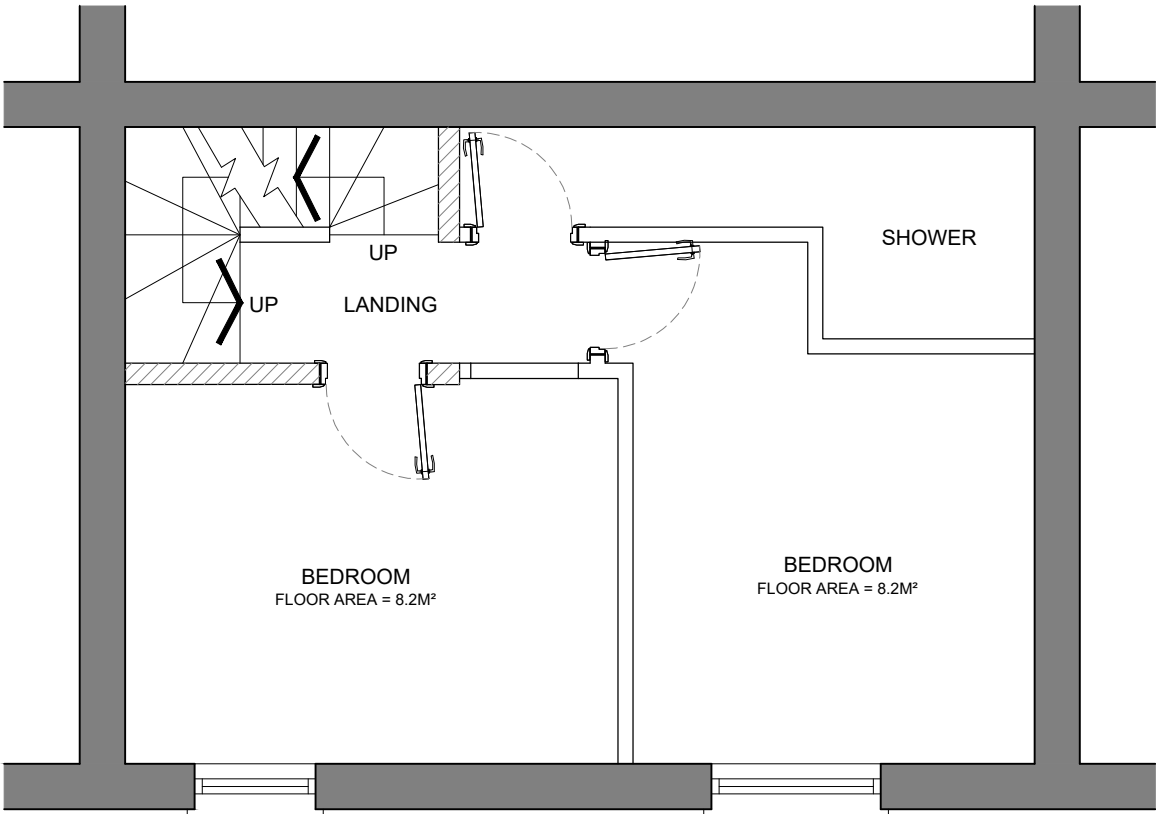 SHOWER
UP
UP
LANDING
BEDROOM
FLOOR AREA = 8.2M²
BEDROOM
FLOOR AREA = 8.2M²